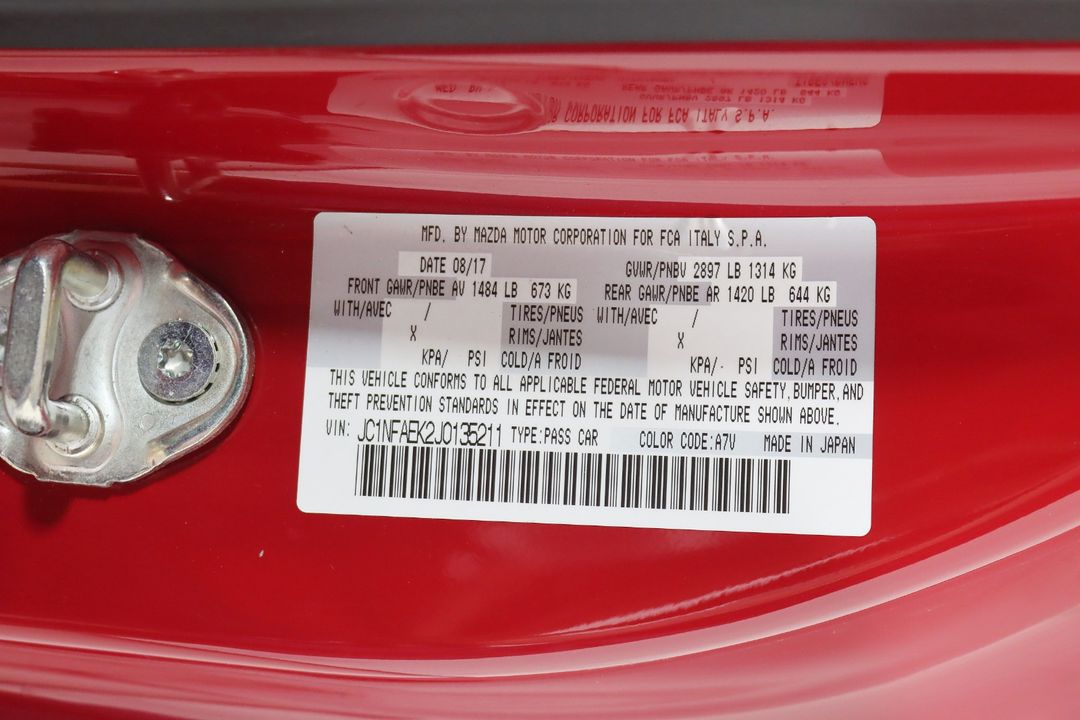 MFD. BY MAZDA MOTOR CORPORATION FOR FCA ITALY S.P.A.
DATE 08/17 GVWR/PNBV 2897 LB 1314 KG
FRONT GAWR/PNBE AV 1484 LB 673 KG REAR GAWR/PNBE AR 1420 LB 644 KG
WITH/AVEC / TIRES/PNEUS WITH/AVEC / TIRES/PNEUS
X RIMS/JANTES X RIMS/JANTES
KPA/ PSI COLD/A FROID KPA/ PSI COLD/A FROID
THIS VEHICLE CONFORMS TO ALL APPLICABLE FEDERAL MOTOR VEHICLE SAFETY, BUMPER, AND
THEFT PREVENTION STANDARDS IN EFFECT ON THE DATE OF MANUFACTURE SHOWN ABOVE.
VIN: JC1NFAEK2J0135211 TYPE:PASS CAR COLOR CODE:A7V MADE IN JAPAN